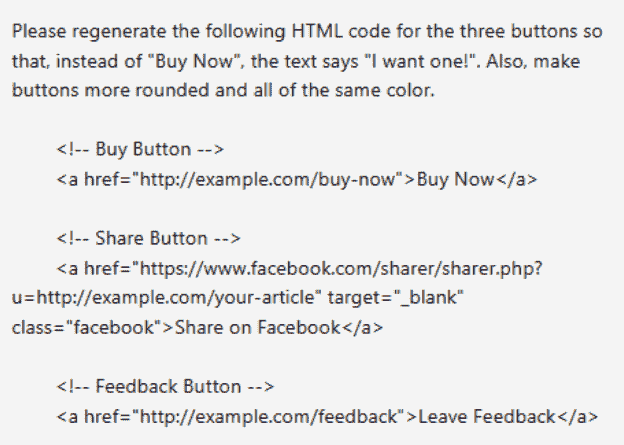 Please regenerate the following HTML code for the three buttons so
that, instead of "Buy Now", the text says "I want one!". Also, make
buttons more rounded and all of the same color.
<!-- Buy Button -->
<a href="http://example.com/buy-now">Buy Now</a>
<!-- Share Button -->
<a href="https://www.facebook.com/sharer/sharer.php?
u=http://example.com/your-article" target="_blank"
class="facebook">Share on Facebook</a>
<!-- Feedback Button -->
<a href="http://example.com/feedback">Leave Feedback</a>